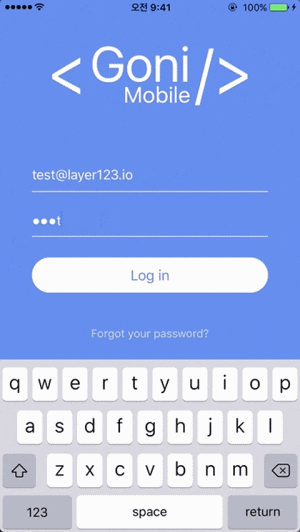 오전 9:41
100%
< Goni
Mobile />
test@layer123.io
●●●t
Log in
Forgot your password?
q w e r t y u i o p
a s d f g h j k l
z x c v b n m
123 space return